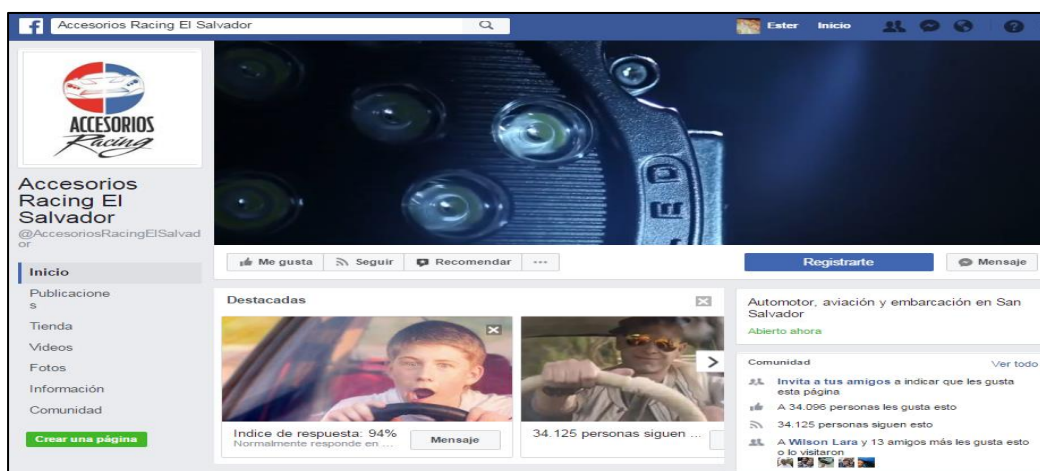 Accesorios Racing El Salvador
Ester
Inicio
ACCESORIOS
Racing
Accesorios
Racing El
Salvador
@AccesoriosRacingElSalvad
or
Inicio
Publicacione
s
Tienda
Videos
Fotos
Información
Comunidad
Crear una página
Me gusta
Seguir
Recomendar
Registrarte
Mensaje
Destacadas
Indice de respuesta: 94%
Normalmente responde en ...
Mensaje
34.125 personas siguen ...
Automotor, aviación y embarcación en San
Salvador
Abierto ahora
Comunidad
Ver todo
Invita a tus amigos a indicar que les gusta
esta página
A 34.096 personas les gusta esto
34.125 personas siguen esto
A Wilson Lara y 13 amigos más les gusta esto
o lo visitaron